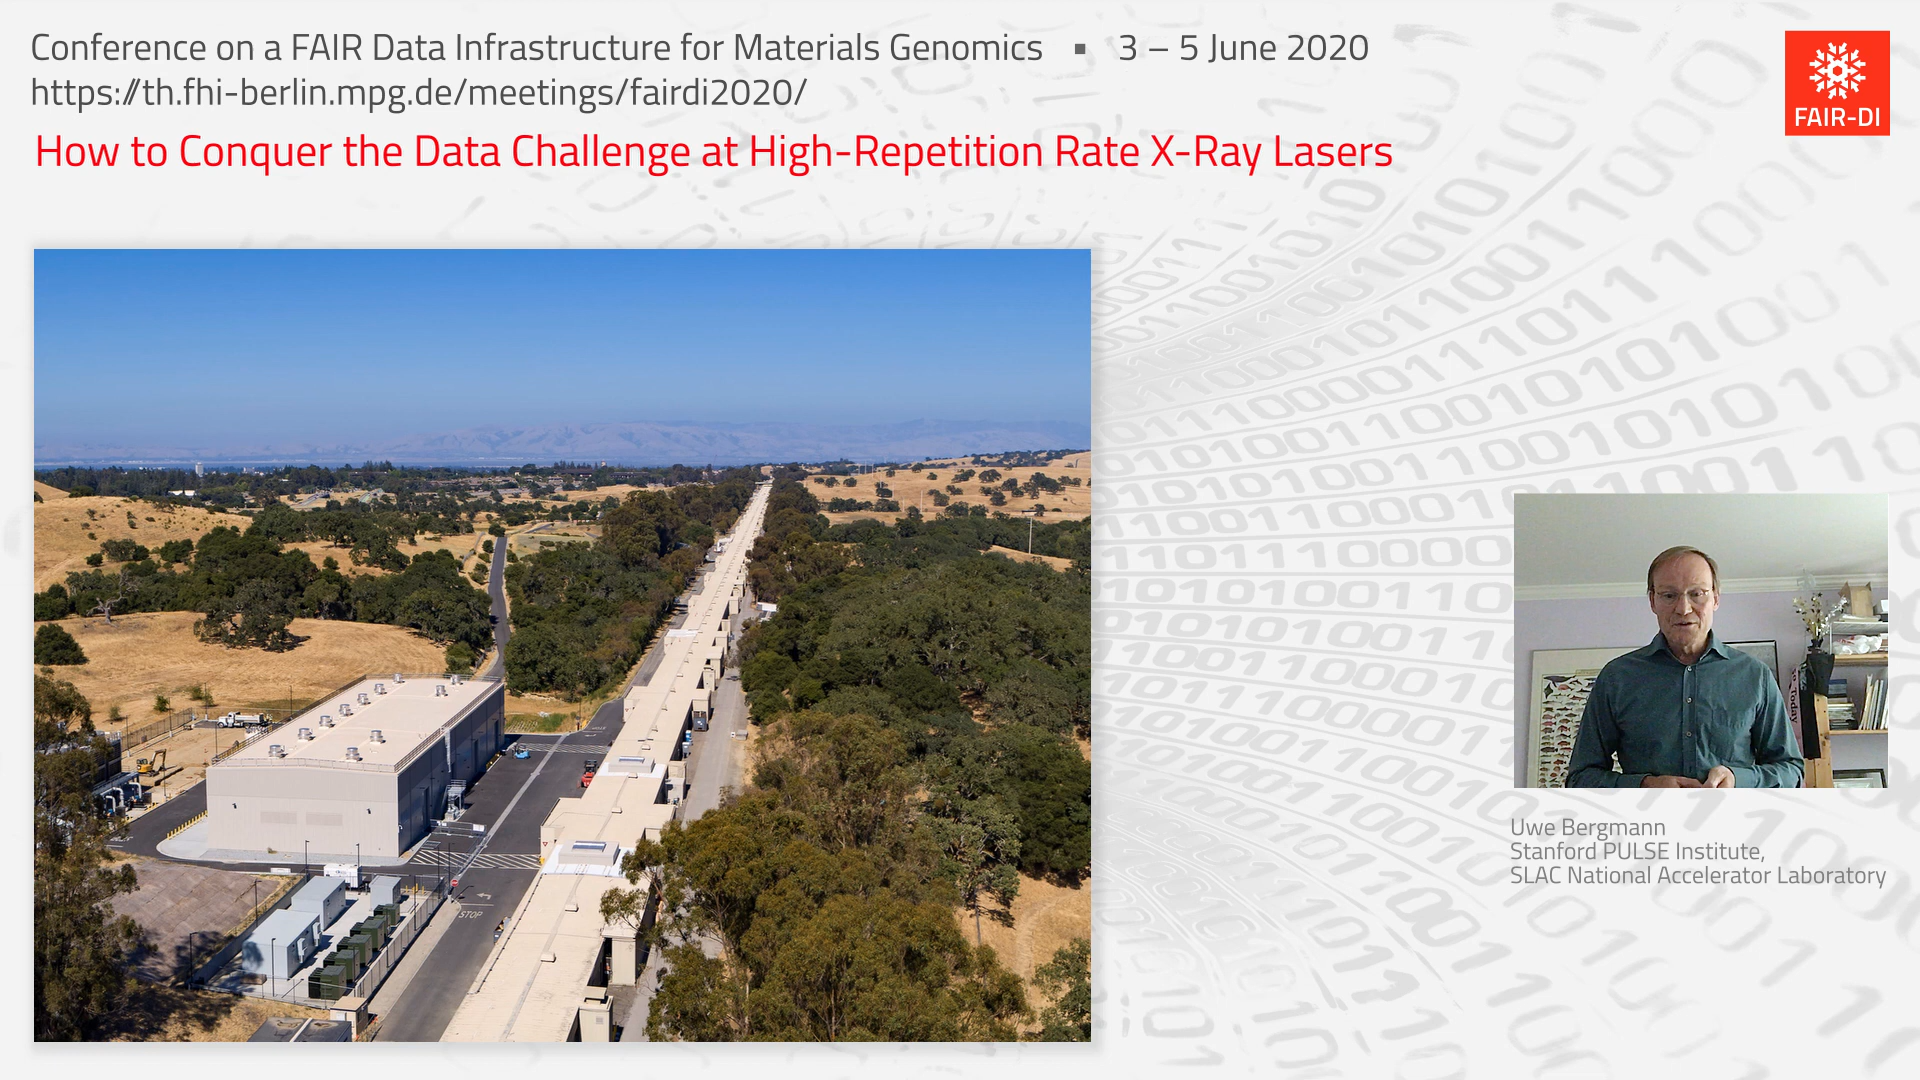 Conference on a FAIR Data Infrastructure for Materials Genomics ▪ 3 – 5 June 2020
https://th.fhi-berlin.mpg.de/meetings/fairdi2020/
How to Conquer the Data Challenge at High-Repetition Rate X-Ray Lasers
FAIR-DI
STOP
Uwe Bergmann
Stanford PULSE Institute,
SLAC National Accelerator Laboratory